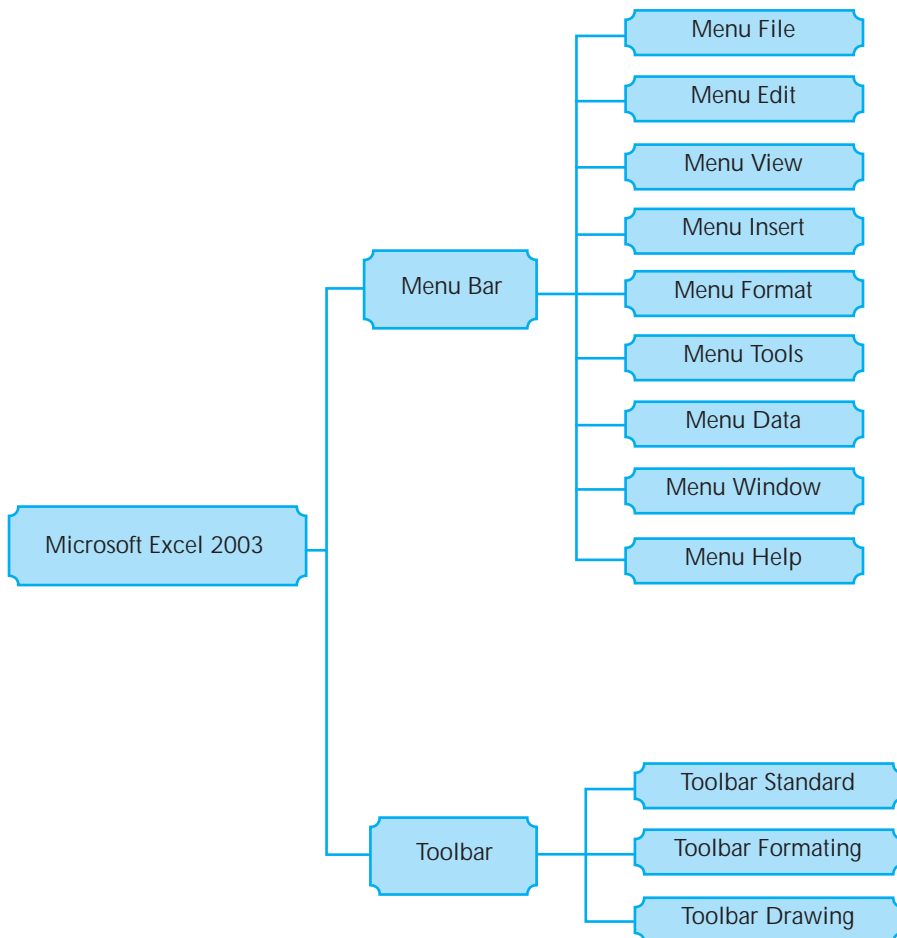 Menu File
Menu Edit
Menu View
Menu Insert
Menu Bar
Menu Format
Menu Tools
Menu Data
Menu Window
Microsoft Excel 2003
Menu Help
Toolbar Standard
Toolbar
Toolbar Formating
Toolbar Drawing